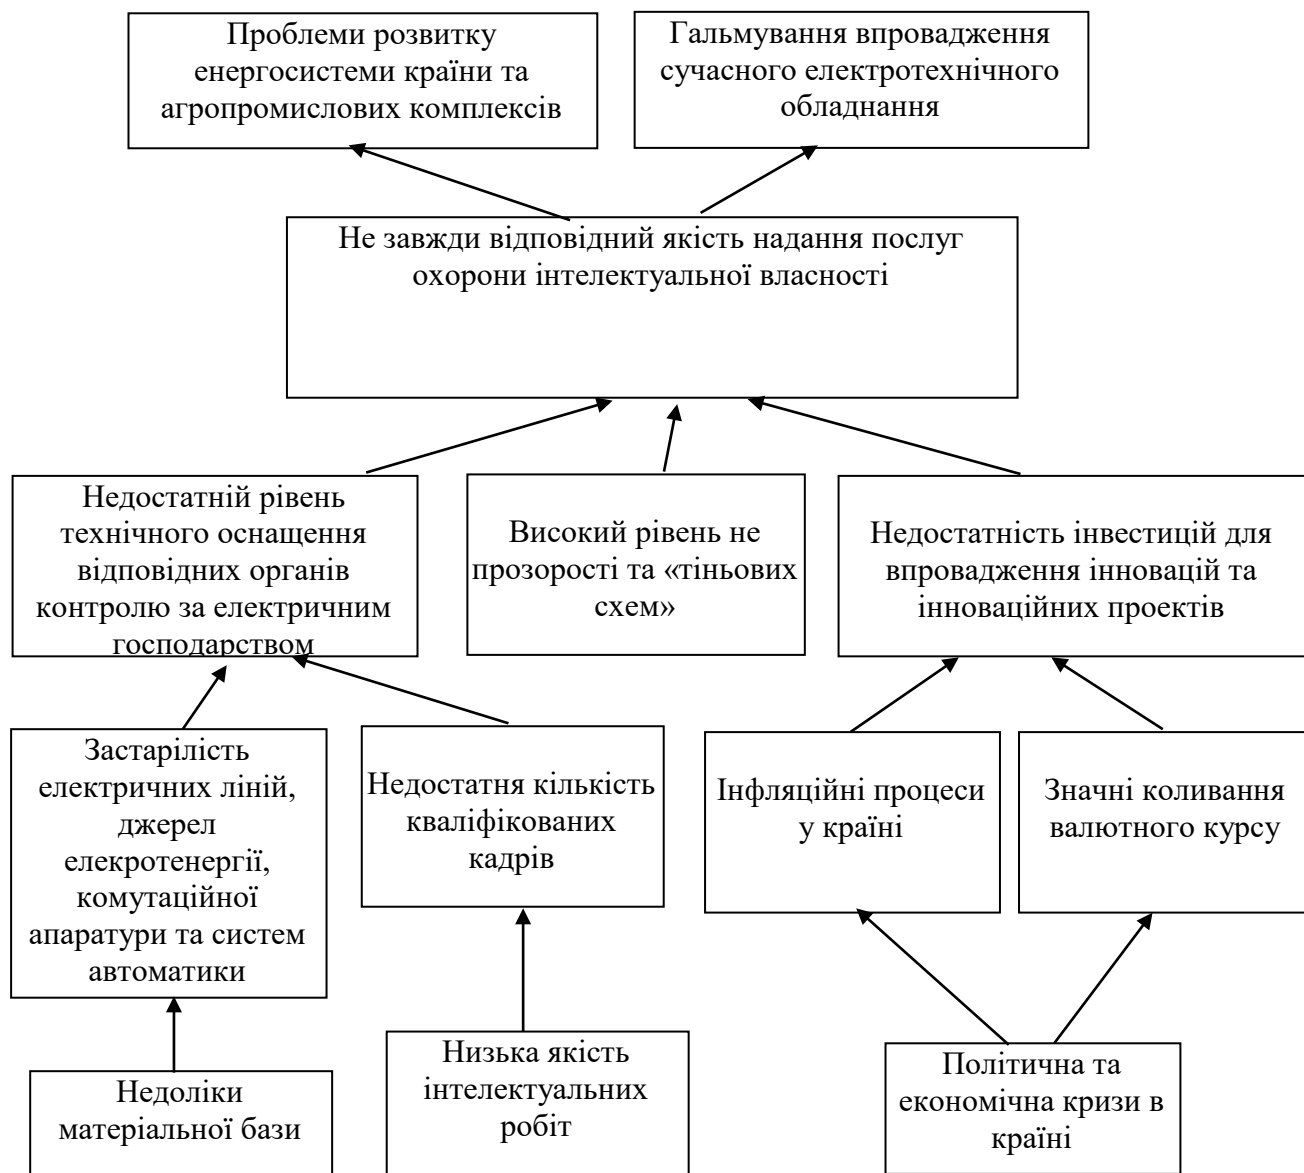 Проблеми розвитку
енергосистеми країни та
агропромислових комплексів
Гальмування впровадження
сучасного електротехнічного
обладнання
Не завжди відповідний якість надання послуг
охорони інтелектуальної власності
Недостатній рівень
технічного оснащення
відповідних органів
контролю за електричним
господарством
Високий рівень не
прозорості та «тіньових
схем»
Недостатність інвестицій для
впровадження інновацій та
інноваційних проектів
Застарілість
електричних ліній,
джерел
елекротенергії,
комутаційної
апаратури та систем
автоматики
Недостатня кількість
кваліфікованих
кадрів
Інфляційні процеси
у країні
Значні коливання
валютного курсу
Недоліки
матеріальної бази
Низька якість
інтелектуальних
робіт
Політична та
економічна кризи в
країні